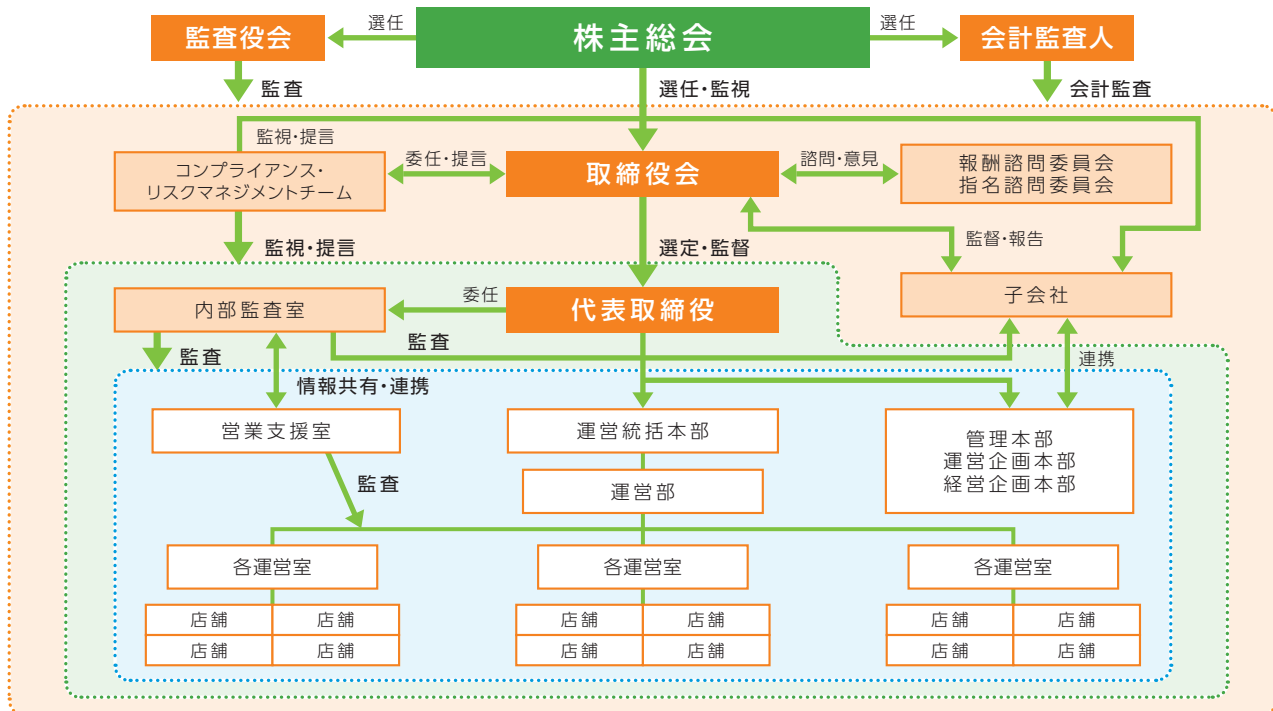 選任
株主総会
選任
監査役会
会計監査人
監査
選任・監視
会計監査
監視・提言
コンプライアンス・
リスクマネジメントチーム
委任・提言
取締役会
諮問・意見
報酬諮問委員会
指名諮問委員会
監視・提言
選定・監督
監督・報告
内部監査室
委任
代表取締役
子会社
監査
監査
連携
情報共有・連携
営業支援室
運営統括本部
管理本部
運営企画本部
経営企画本部
監査
運営部
各運営室
各運営室
各運営室
店舗 店舗
店舗 店舗
店舗 店舗
店舗 店舗
店舗 店舗
店舗 店舗